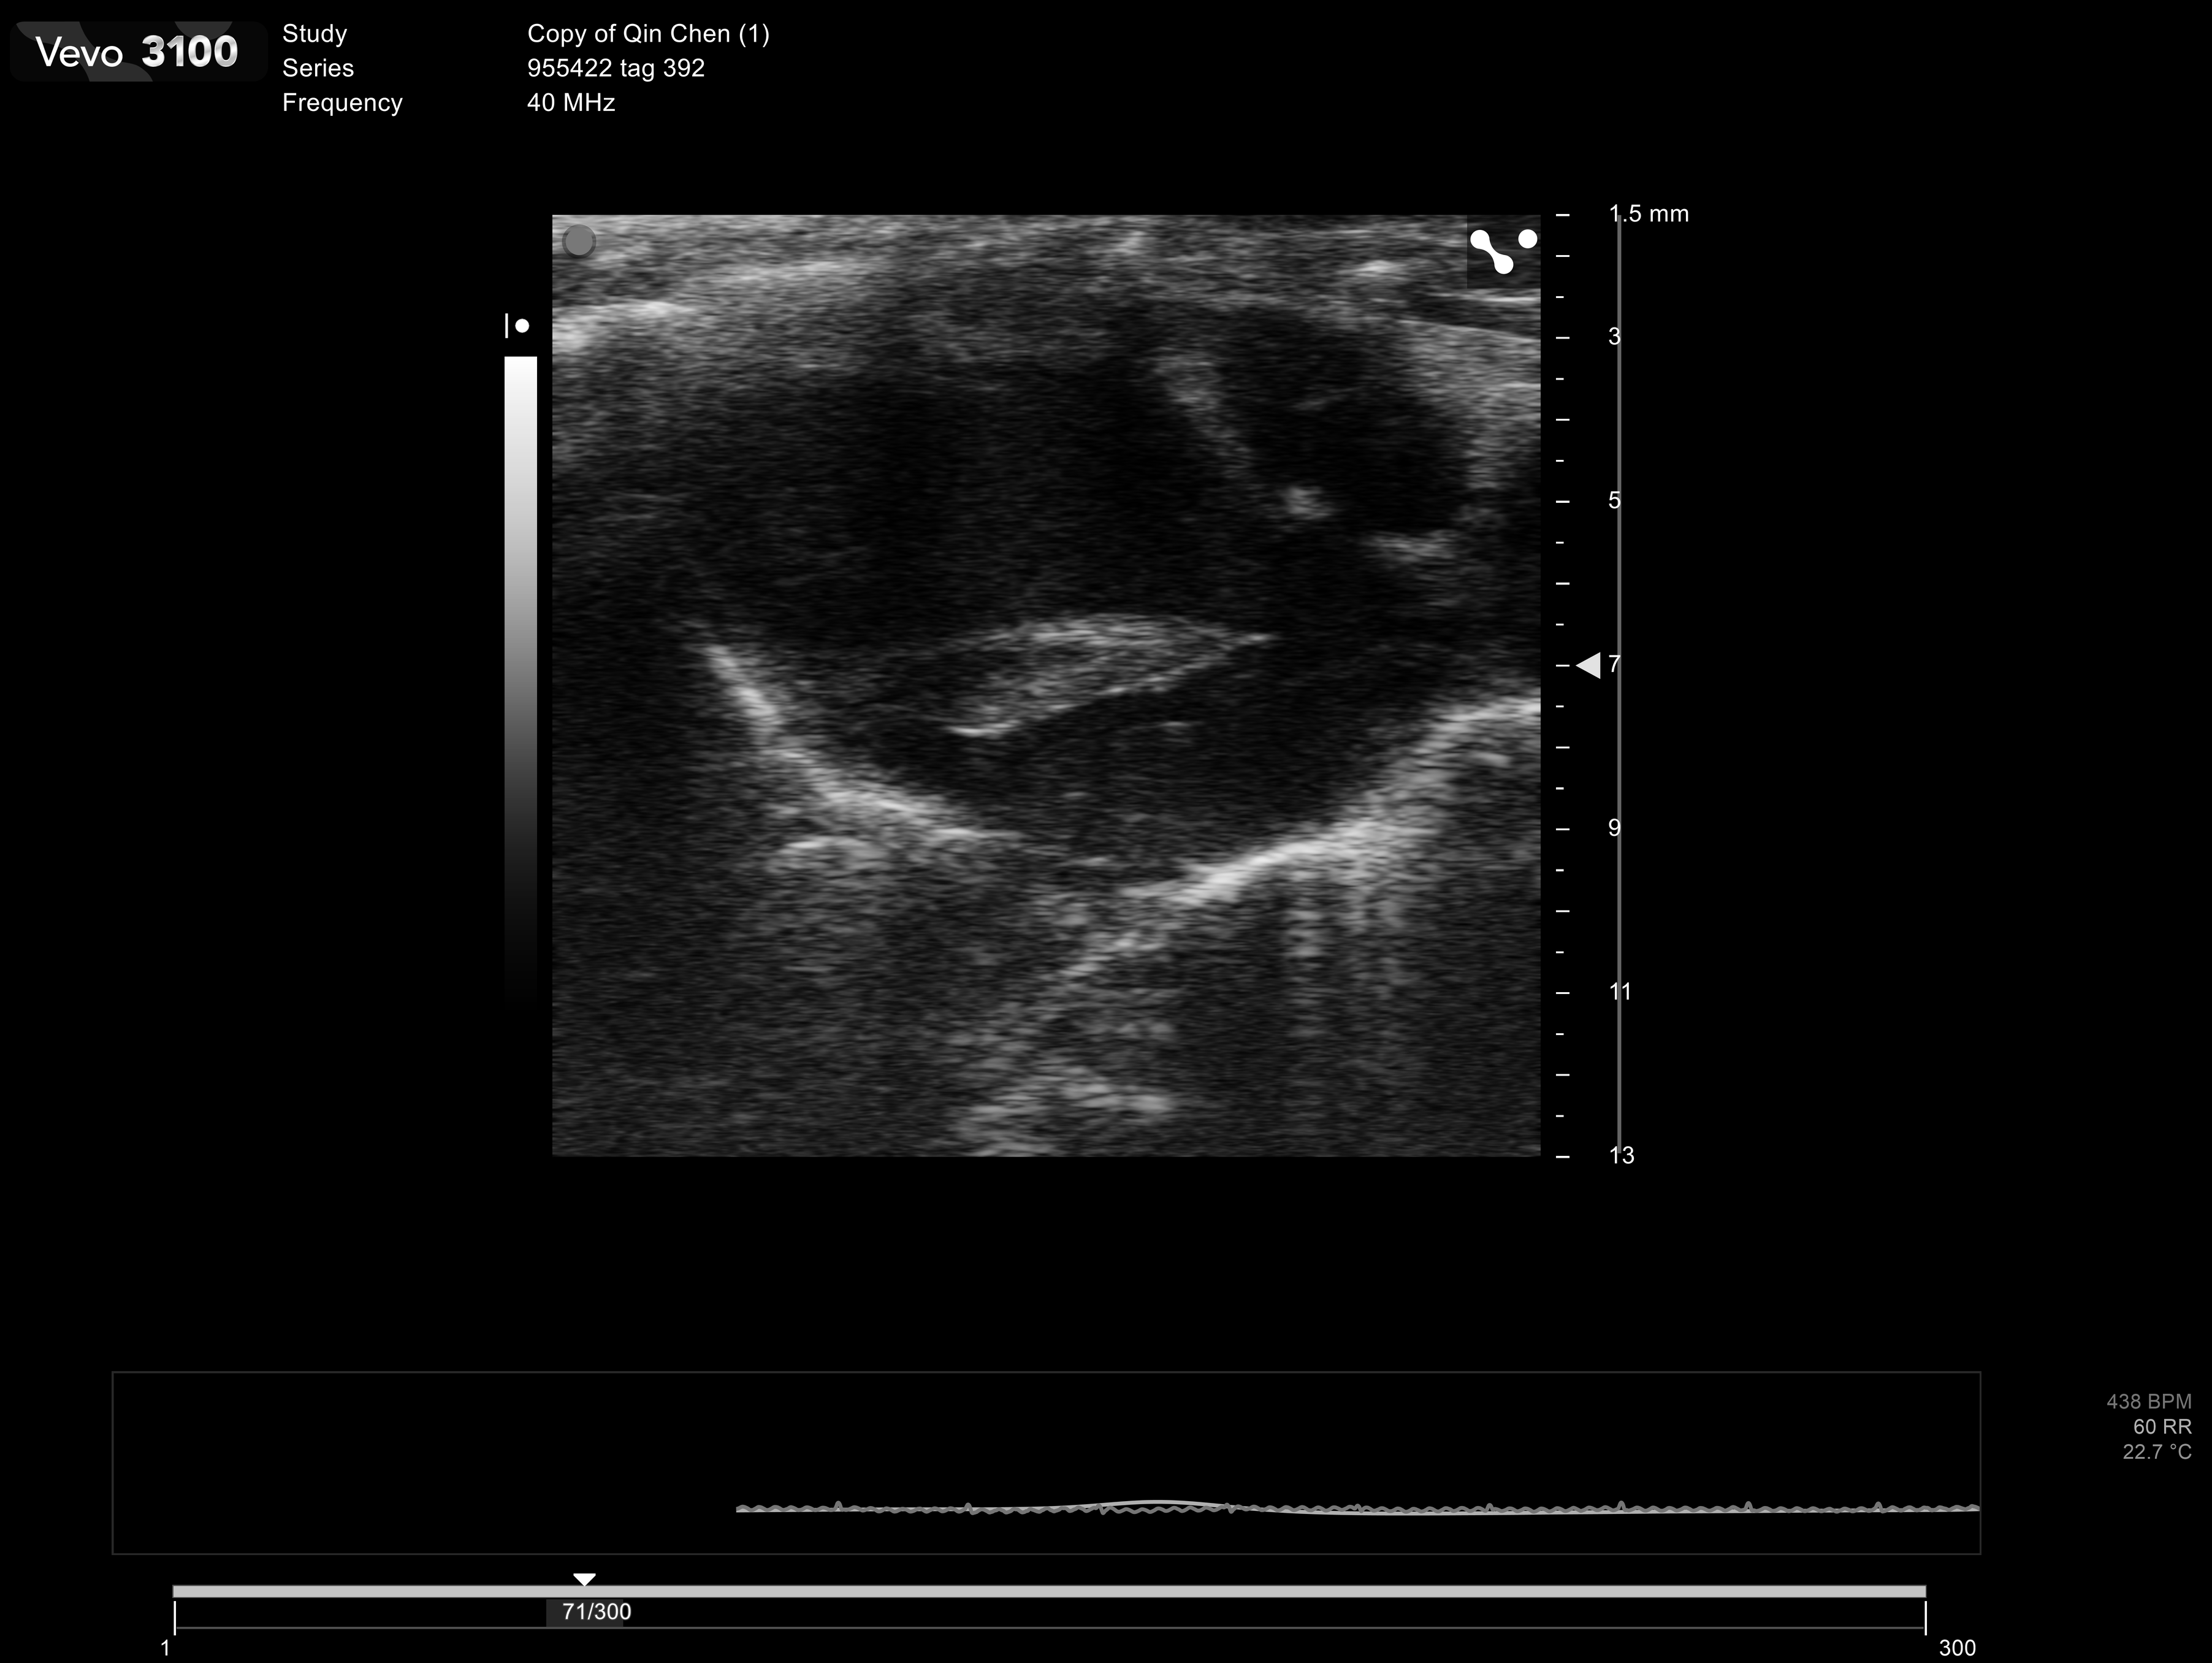 Vevo 3100
Study Copy of Qin Chen (1)
Series 955422 tag 392
Frequency 40 MHz
1.5 mm
3
5
7
9
11
13
438 BPM
60 RR
22.7 °C
71/300
1
300